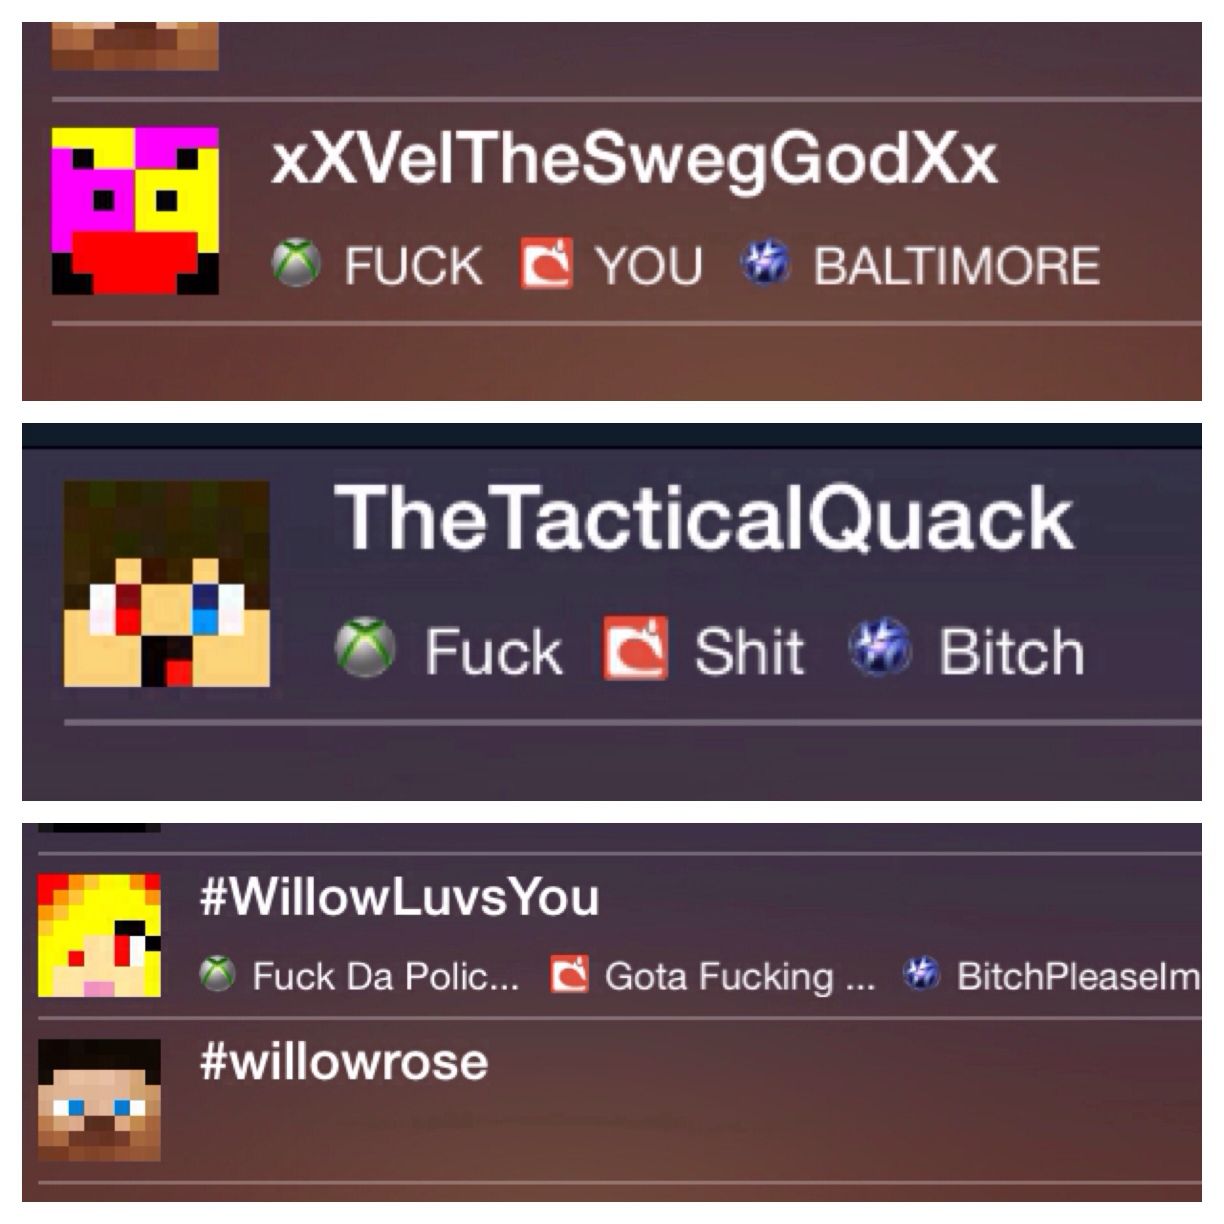 xXVelTheSwegGodXx
FUCK YOU BALTIMORE
TheTacticalQuack
Fuck Shit Bitch
#WillowLuvsYou
Fuck Da Polic... Gota Fucking ... BitchPleaseIm
#willowrose